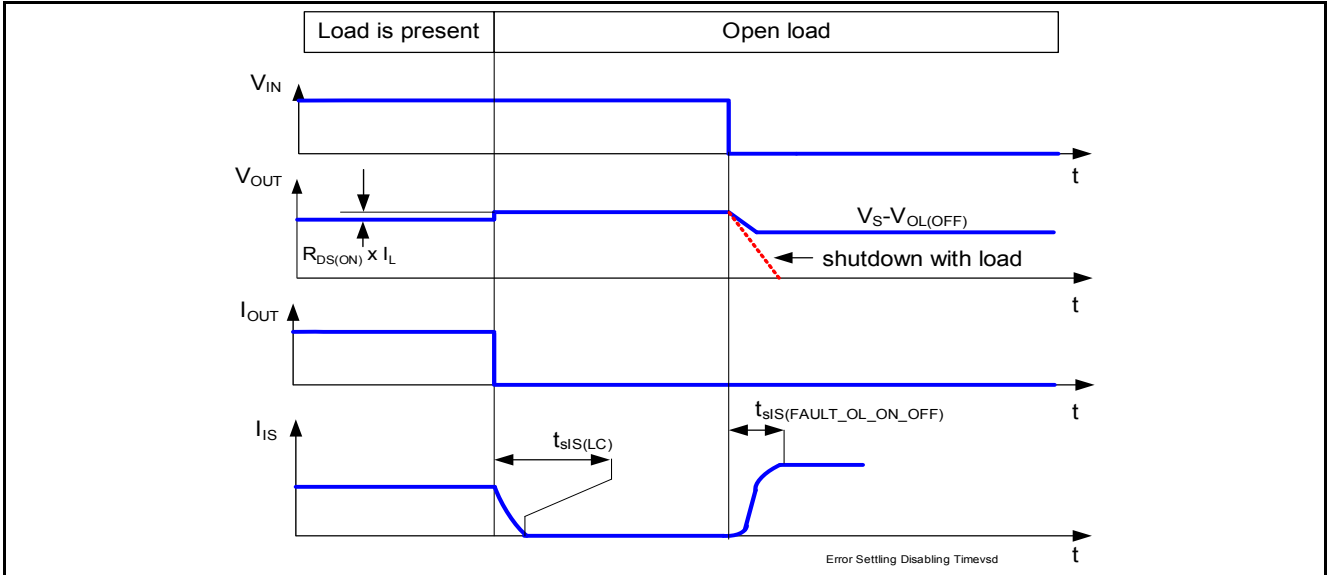 Load is present
Open load
VIN
t
VOUT
RDS(ON) x IL
VS-VOL(OFF)
shutdown with load
t
IOUT
t
IIS
tsIS(LC)
tsIS(FAULT_OL_ON_OFF)
t
Error Settling Disabling Timevsd